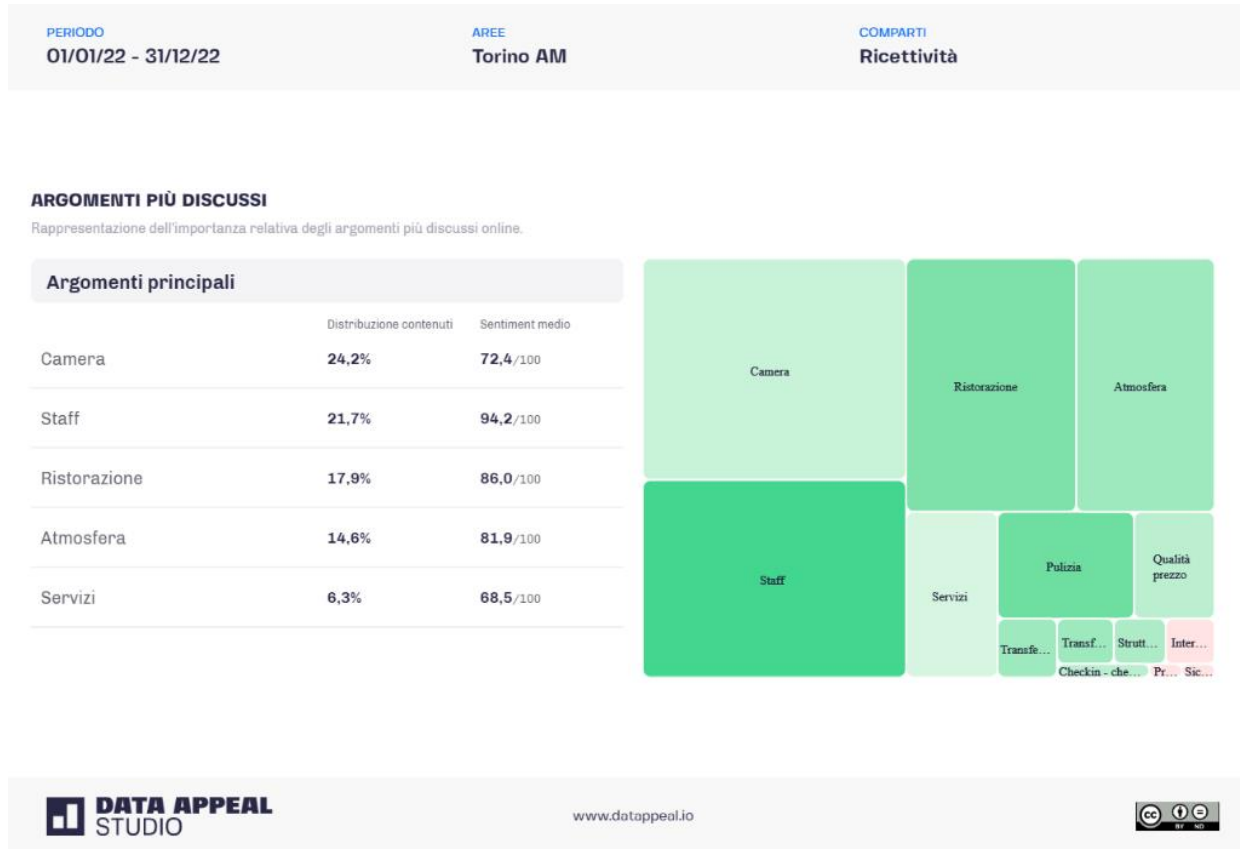 PERIODO
01/01/22 - 31/12/22
AREE
Torino AM
COMPARTI
Ricettività
ARGOMENTI PIÙ DISCUSSI
Rappresentazione dell'importanza relativa degli argomenti più discussi online.
Argomenti principali
Distribuzione contenuti Sentiment medio
Camera 24,2% 72,4/100
Staff 21,7% 94,2/100
Ristorazione 17,9% 86,0/100
Atmosfera 14,6% 81,9/100
Servizi 6,3% 68,5/100
Camera
Ristorazione
Atmosfera
Staff
Servizi
Pulizia
Qualità
prezzo
Transfe...
Transf...
Strutt...
Inter...
Checkin - che...
Pr...
Sic...
DATA APPEAL
STUDIO
www.datappeal.io
cc
BY ND